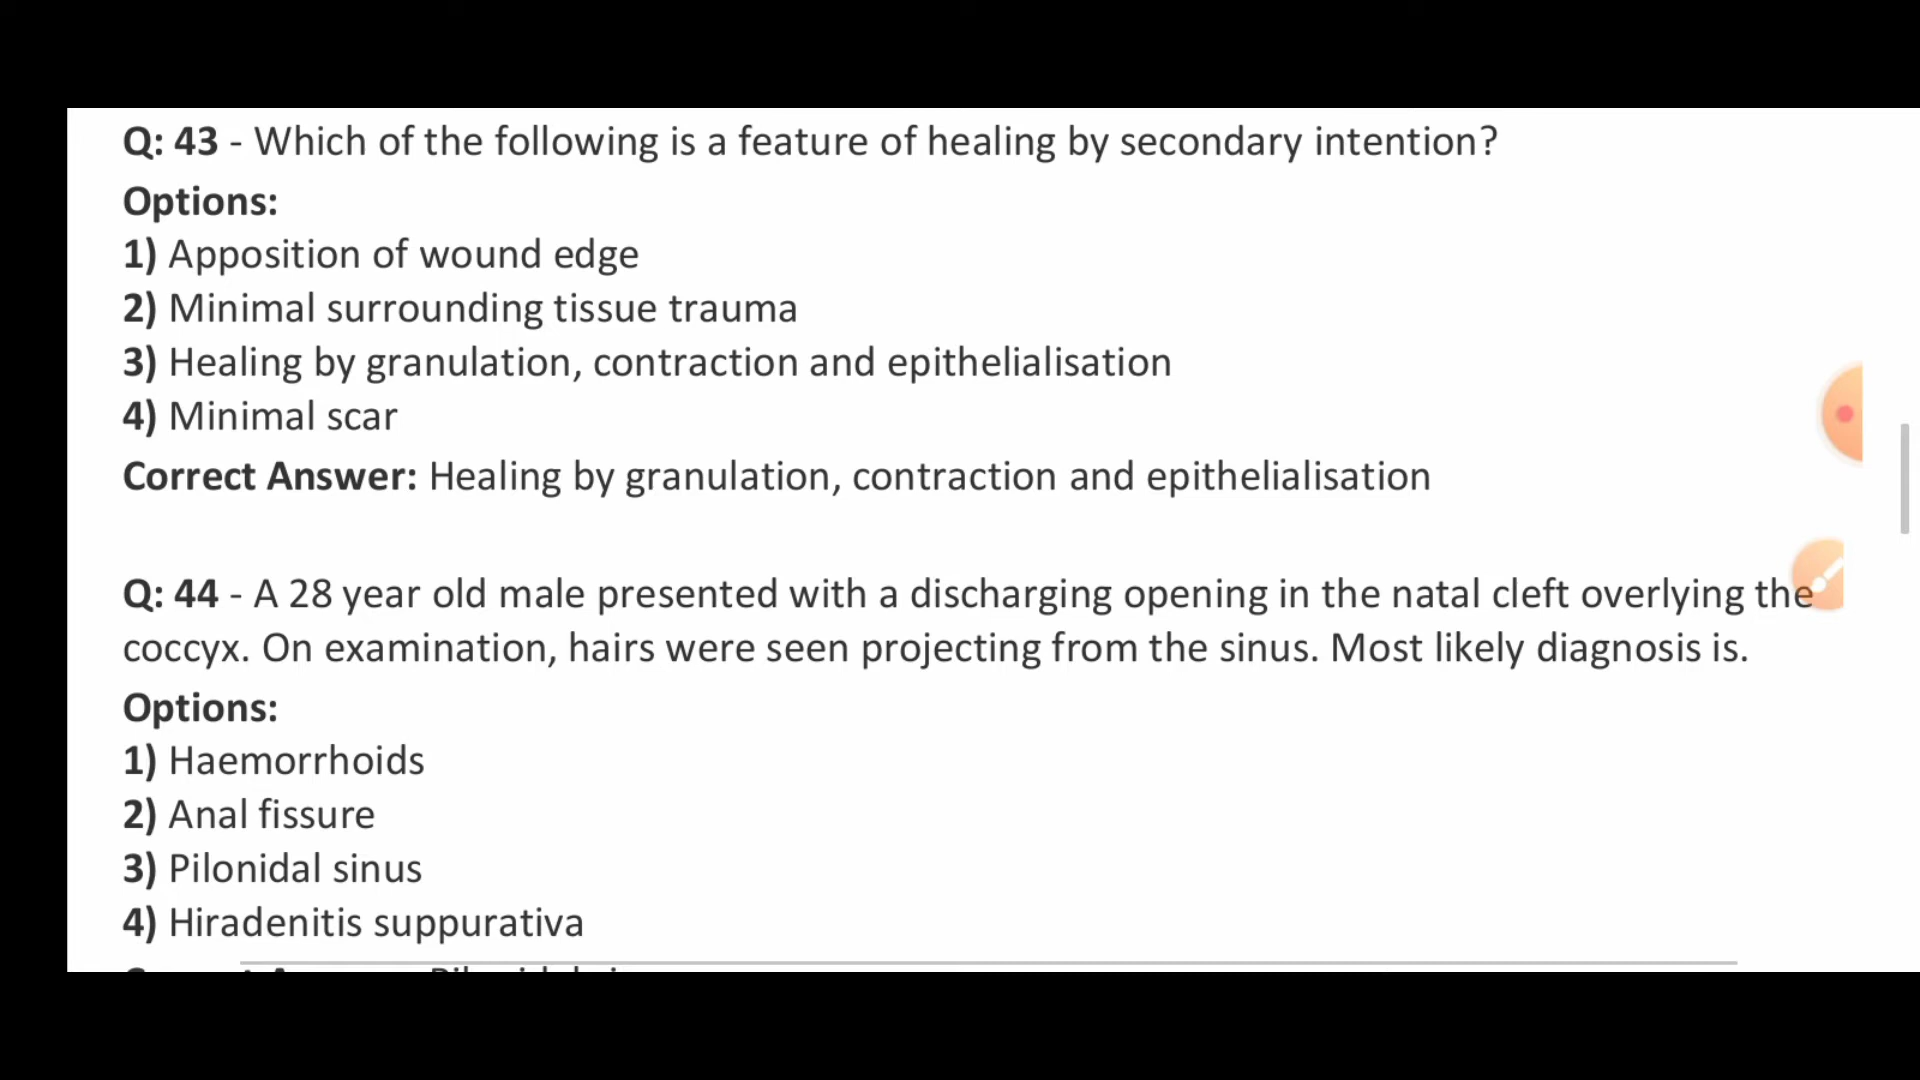 Q: 43 - Which of the following is a feature of healing by secondary intention?
Options:
1) Apposition of wound edge
2) Minimal surrounding tissue trauma
3) Healing by granulation, contraction and epithelialisation
4) Minimal scar
Correct Answer: Healing by granulation, contraction and epithelialisation
Q: 44 - A 28 year old male presented with a discharging opening in the natal cleft overlying the
coccyx. On examination, hairs were seen projecting from the sinus. Most likely diagnosis is.
Options:
1) Haemorrhoids
2) Anal fissure
3) Pilonidal sinus
4) Hiradenitis suppurativa